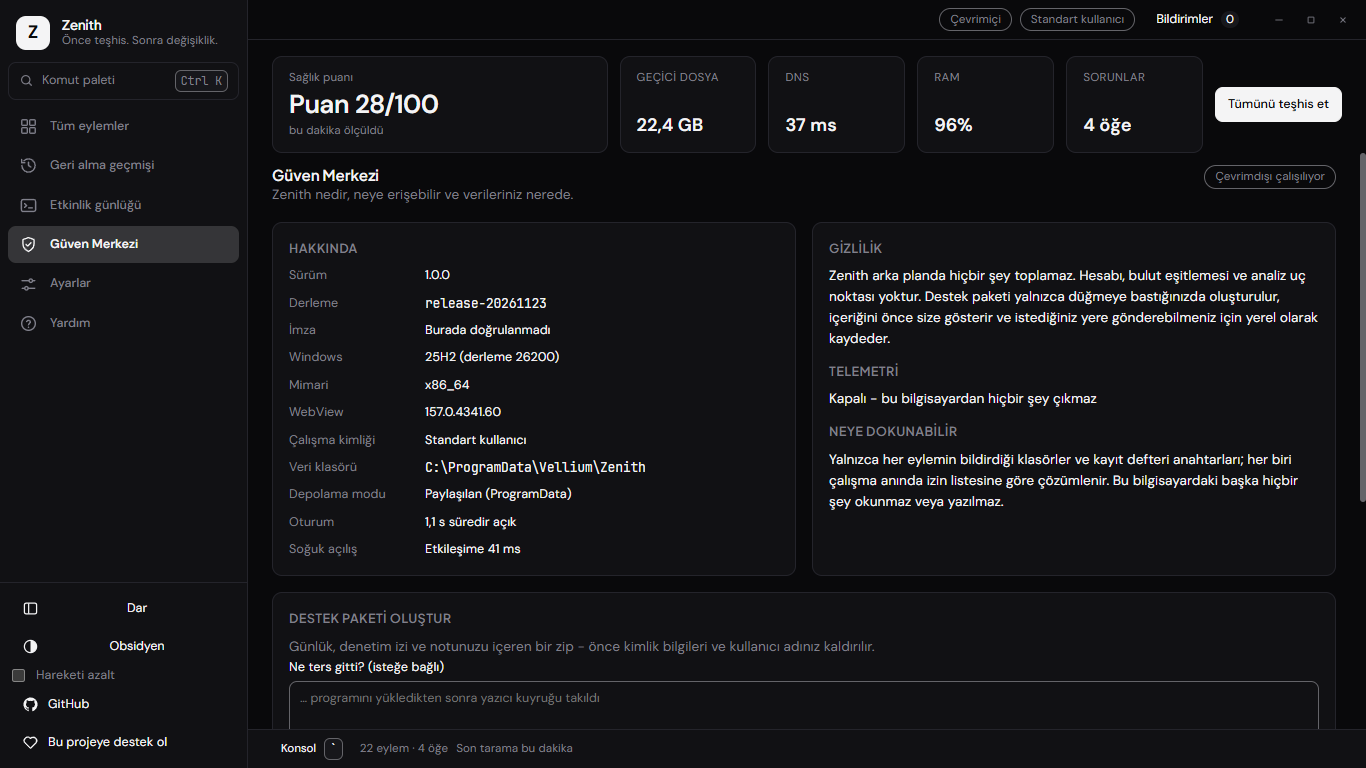 Z
Zenith
Önce teşhis. Sonra değişiklik.
Komut paleti
Ctrl K
Tüm eylemler
Geri alma geçmişi
Etkinlik günlüğü
Güven Merkezi
Ayarlar
Yardım
Dar
Obsidyen
Hareketi azalt
GitHub
Bu projeye destek ol
Çevrimiçi
Standart kullanıcı
Bildirimler 0
Sağlık puanı
Puan 28/100
bu dakika ölçüldü
GEÇİCİ DOSYA
22,4 GB
DNS
37 ms
RAM
96%
SORUNLAR
4 öğe
Tümünü teşhis et
Güven Merkezi
Zenith nedir, neye erişebilir ve verileriniz nerede.
Çevrimdışı çalışılıyor
HAKKINDA
Sürüm 1.0.0
Derleme release-20261123
İmza Burada doğrulanmadı
Windows 25H2 (derleme 26200)
Mimari x86_64
WebView 157.0.4341.60
Çalışma kimliği Standart kullanıcı
Veri klasörü C:\ProgramData\Vellium\Zenith
Depolama modu Paylaşılan (ProgramData)
Oturum 1,1 s süredir açık
Soğuk açılış Etkileşime 41 ms
GİZLİLİK
Zenith arka planda hiçbir şey toplamaz. Hesabı, bulut eşitlemesi ve analiz uç
noktası yoktur. Destek paketi yalnızca düğmeye bastığınızda oluşturulur,
içeriğini önce size gösterir ve istediğiniz yere gönderebilmeniz için yerel olarak
kaydeder.
TELEMETRİ
Kapalı - bu bilgisayardan hiçbir şey çıkmaz
NEYE DOKUNABİLİR
Yalnızca her eylemin bildirdiği klasörler ve kayıt defteri anahtarları; her biri
çalışma anında izin listesine göre çözümlenir. Bu bilgisayardaki başka hiçbir
şey okunmaz veya yazılmaz.
DESTEK PAKETİ OLUŞTUR
Günlük, denetim izi ve notunuzu içeren bir zip - önce kimlik bilgileri ve kullanıcı adınız kaldırılır.
Ne ters gitti? (isteğe bağlı)
… programını yükledikten sonra yazıcı kuyruğu takıldı
Konsol ` 22 eylem · 4 öğe Son tarama bu dakika